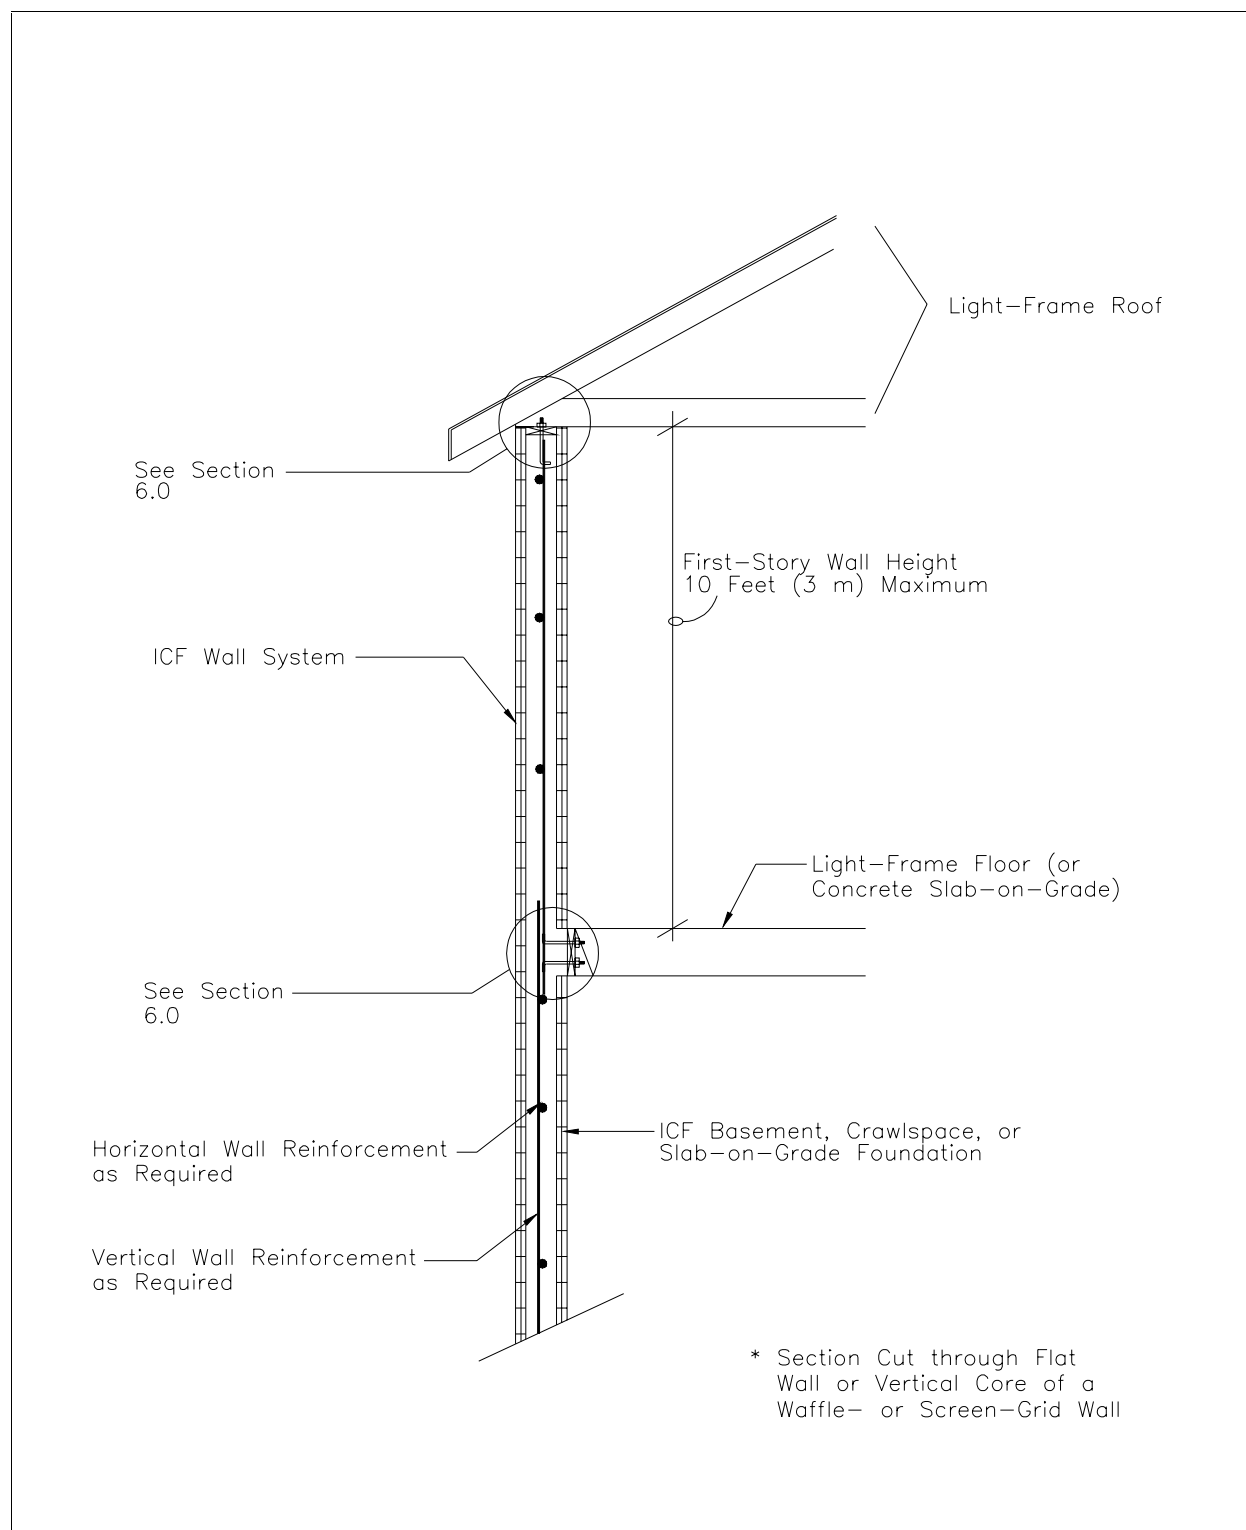 Light-Frame Roof
See Section
6.0
First-Story Wall Height
10 Feet (3 m) Maximum
ICF Wall System
Light-Frame Floor (or
Concrete Slab-on-Grade)
See Section
6.0
Horizontal Wall Reinforcement
as Required
ICF Basement, Crawlspace, or
Slab-on-Grade Foundation
Vertical Wall Reinforcement
as Required
* Section Cut through Flat
Wall or Vertical Core of a
Waffle- or Screen-Grid Wall